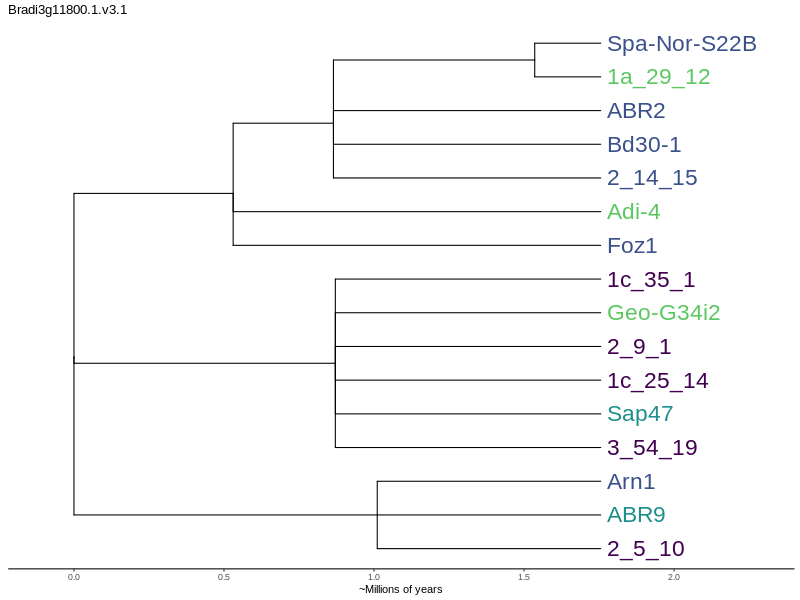 Bradi3g11800.1.v3.1
Spa-Nor-S22B
1a_29_12
ABR2
Bd30-1
2_14_15
Adi-4
Foz1
1c_35_1
Geo-G34i2
2_9_1
1c_25_14
Sap47
3_54_19
Arn1
ABR9
2_5_10
0.0 0.5 1.0 1.5 2.0
~Millions of years